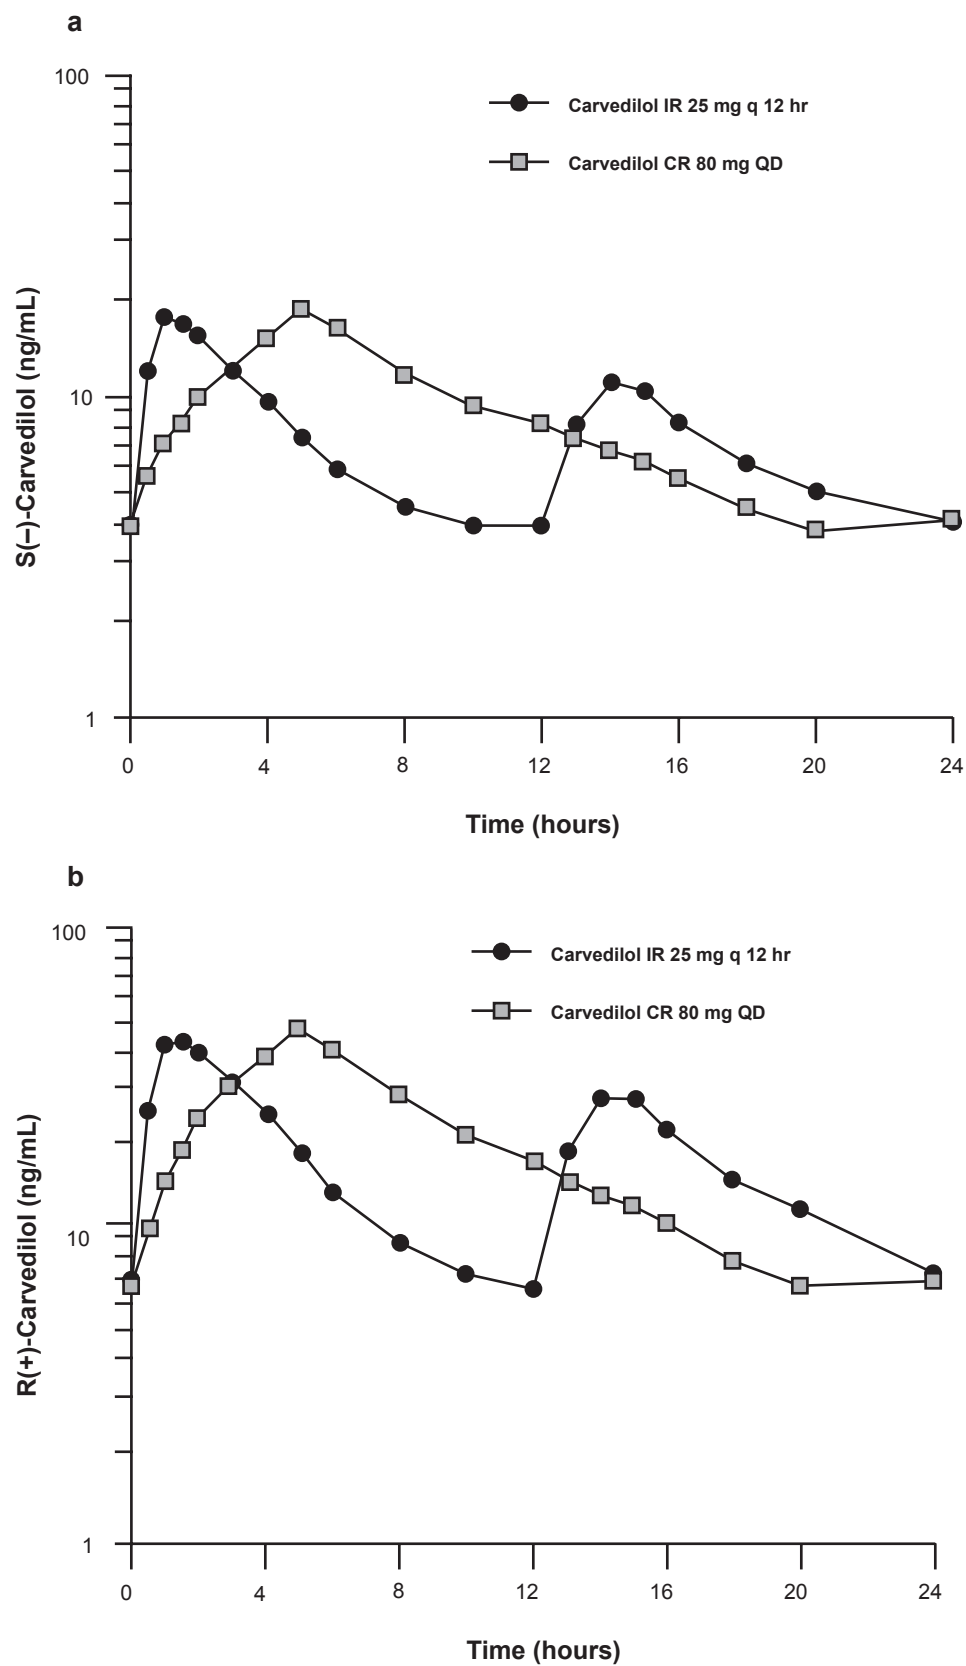 a
100
Carvedilol IR 25 mg q 12 hr
Carvedilol CR 80 mg QD
S(–)-Carvedilol (ng/mL)
10
1
0 4 8 12 16 20 24
Time (hours)
b
100
Carvedilol IR 25 mg q 12 hr
Carvedilol CR 80 mg QD
R(+)-Carvedilol (ng/mL)
10
1
0 4 8 12 16 20 24
Time (hours)